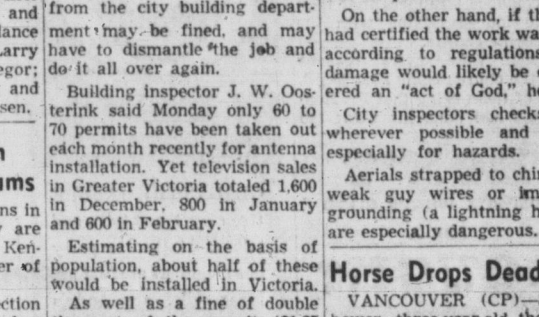 and
lance
Larry
egor;
and
sen.
n
ums
ns in
are
Ken-
er of
ction
from the city building depart-
ment may be fined, and may
have to dismantle the job and
do it all over again.
Building inspector J. W. Oos-
terink said Monday only 60 to
70 permits have been taken out
each month recently for antenna
installation. Yet television sales
in Greater Victoria totaled 1,600
in December, 800 in January
and 600 in February.
Estimating on the basis of
population, about half of these
would be installed in Victoria.
As well as a fine of double
On the other hand, if th
had certified the work wa
according to regulations
damage would likely be
ered an "act of God," he
City inspectors check
wherever possible and
especially for hazards.
Aerials strapped to chi
weak guy wires or im
grounding (a lightning h
are especially dangerous.
Horse Drops Dead
VANCOUVER (CP)—